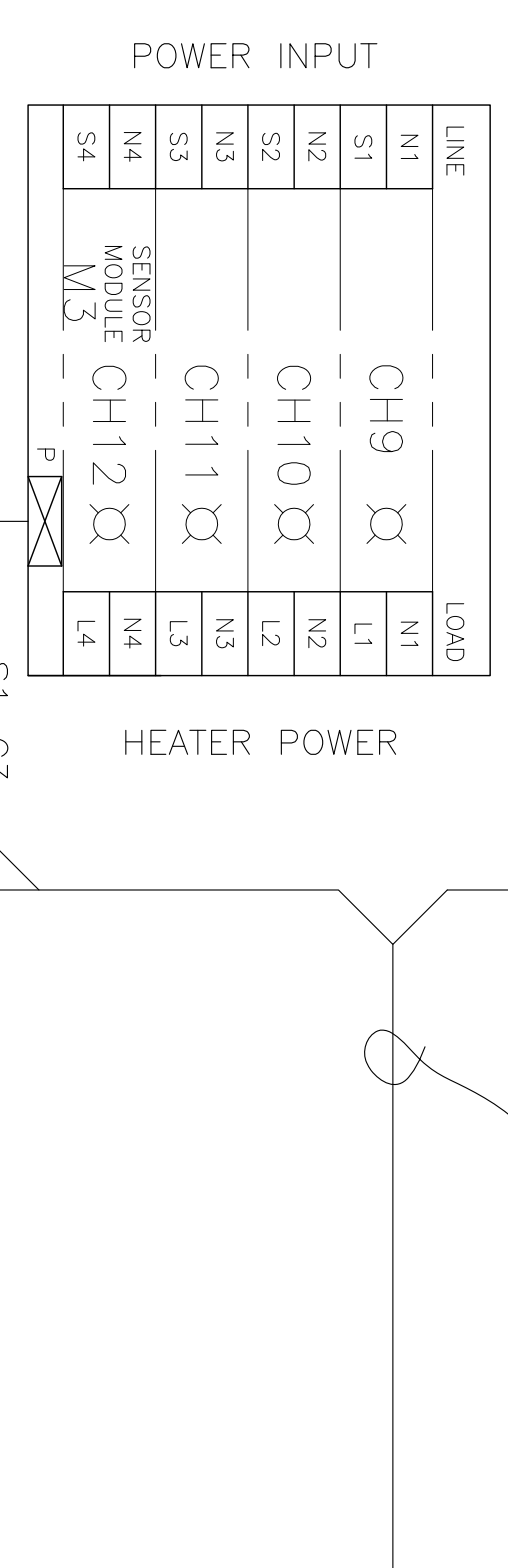 POWER INPUT
S4 N4 S3 N3 S2 N2 S1 N1 LINE
SENSOR
MODULE
M3
CH12 CH11 CH10 CH9
P
L4 N4 L3 N3 L2 N2 L1 N1 LOAD
HEATER POWER